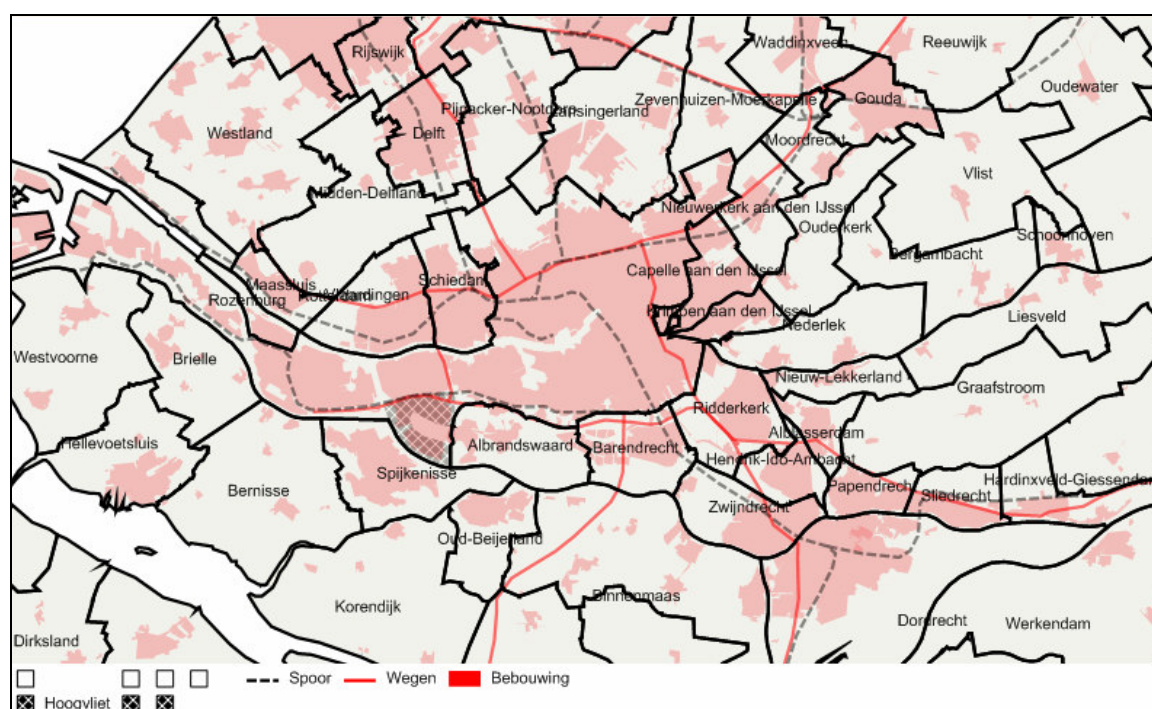 Waddinxveen
Reeuwijk
Rijswijk
Oudewater
Zevenhuizen-Moerkapelle
Gouda
Pijnacker-Nootdorp
Lansingerland
Westland
Delft
Moordrecht
Vlist
Midden-Delfland
Nieuwerkerk aan den IJssel
Ouderkerk
Schoonhoven
Bergambacht
Capelle aan den IJssel
Schiedam
Maassluis
Rotterdam
Vlaardingen
Rozenburg
Krimpen aan den IJssel
Liesveld
Nederlek
Westvoorne
Brielle
Nieuw-Lekkerland
Graafstroom
Ridderkerk
Alblasserdam
Hellevoetsluis
Albrandswaard
Barendrecht
Hendrik-Ido-Ambacht
Spijkenisse
Hardinxveld-Giessendam
Bernisse
Papendrecht
Sliedrecht
Zwijndrecht
Oud-Beijerland
Binnenmaas
Korendijk
Dordrecht
Werkendam
Dirksland
Spoor Wegen Bebouwing
Hoogvliet